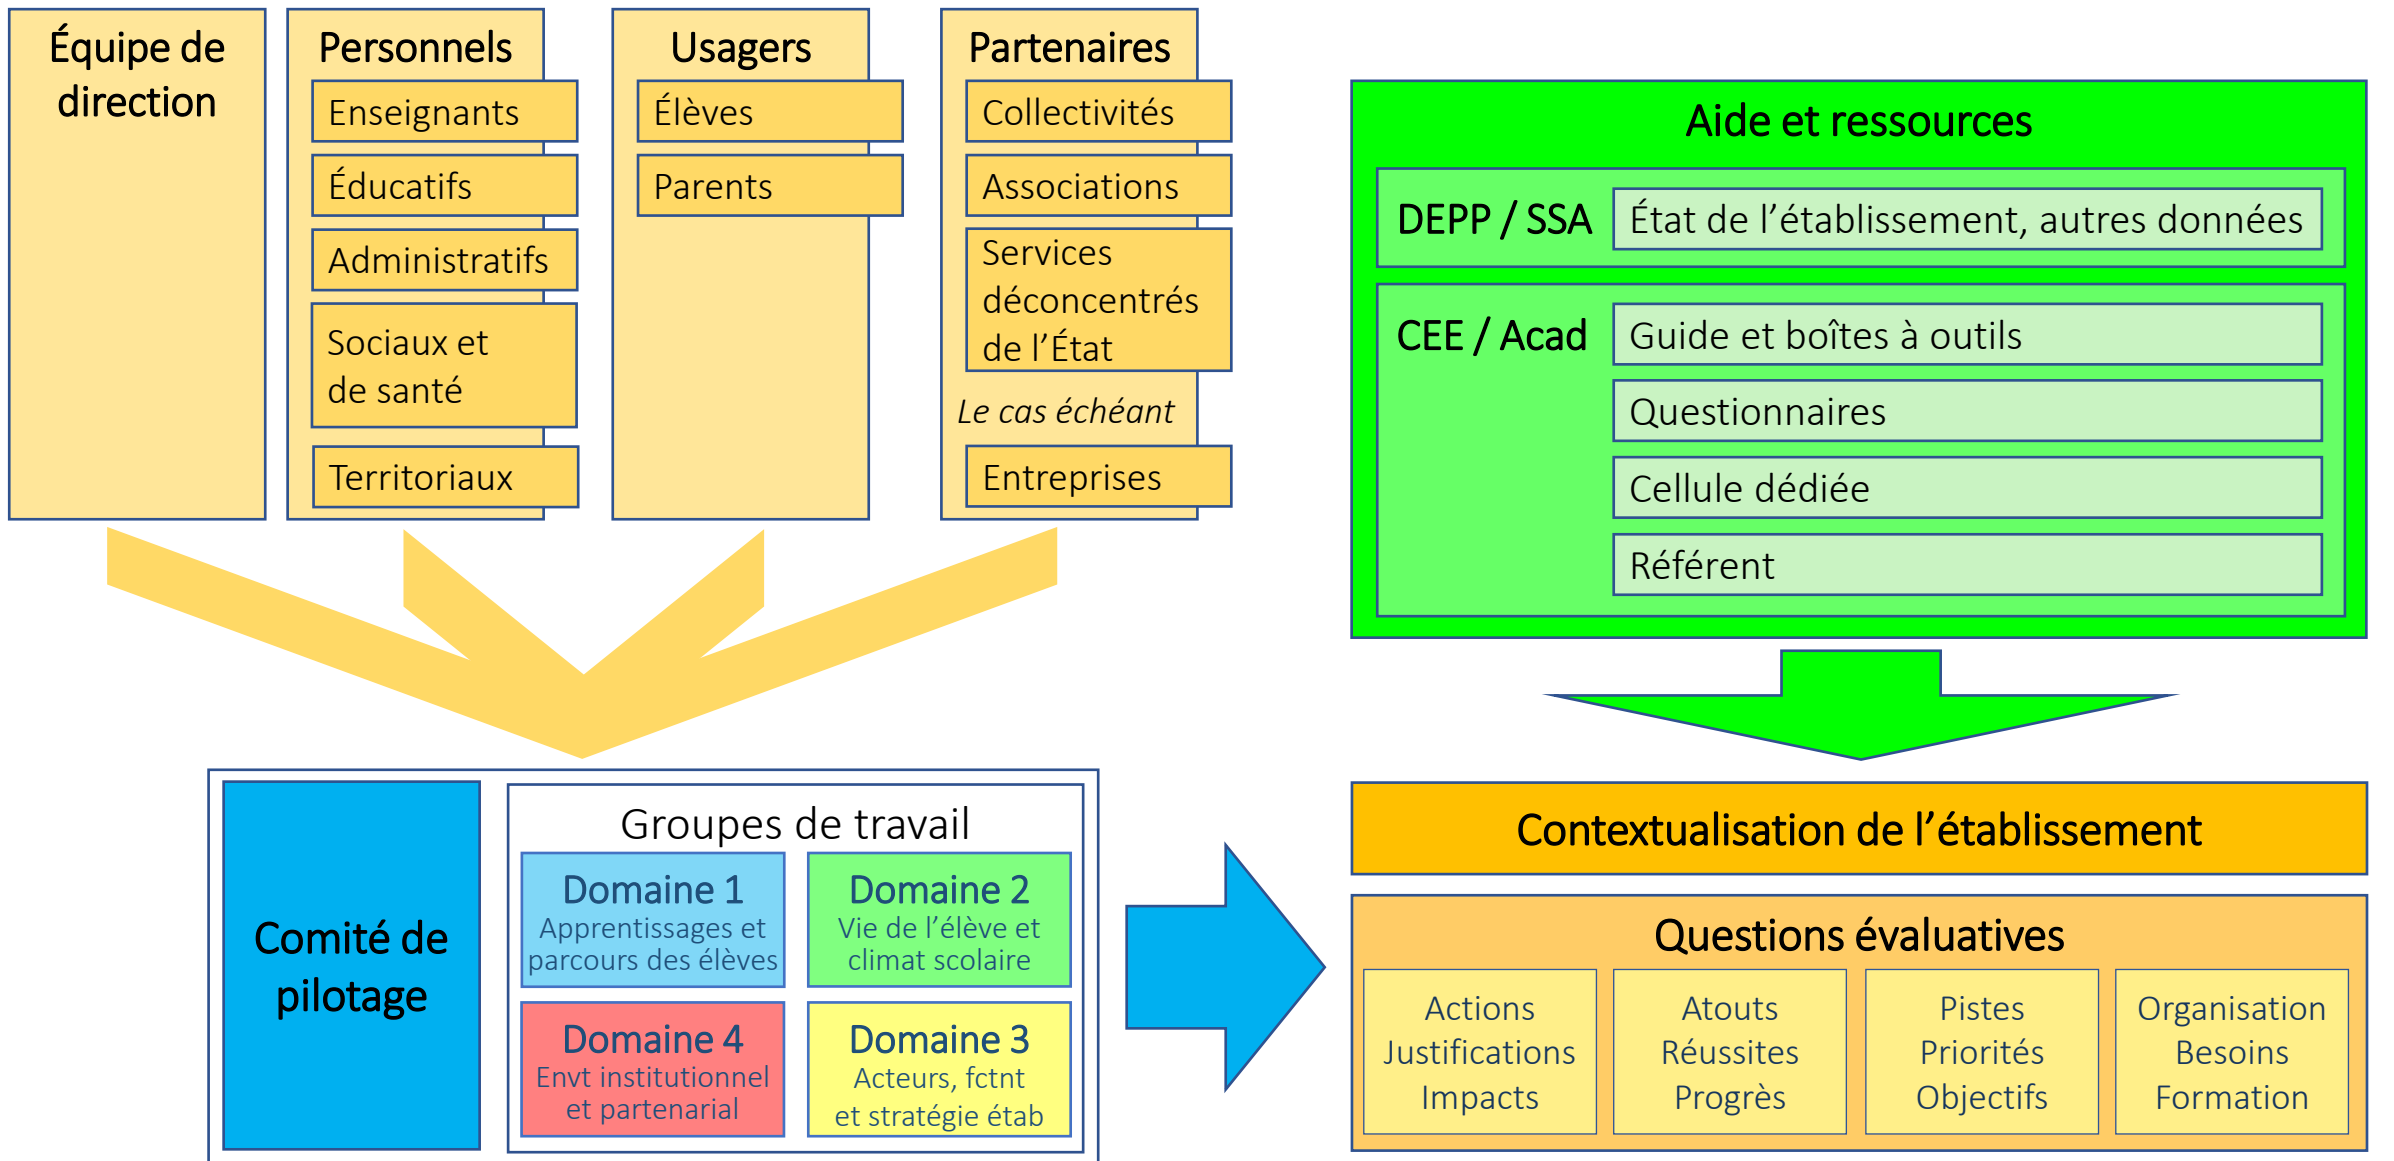 Équipe de
direction
Personnels
Enseignants
Éducatifs
Administratifs
Sociaux et
de santé
Territoriaux
Usagers
Élèves
Parents
Partenaires
Collectivités
Associations
Services
déconcentrés
de l’État
Le cas échéant
Entreprises
Aide et ressources
DEPP / SSA
État de l’établissement, autres données
CEE / Acad
Guide et boîtes à outils
Questionnaires
Cellule dédiée
Référent
Comité de
pilotage
Groupes de travail
Domaine 1
Apprentissages et
parcours des élèves
Domaine 2
Vie de l’élève et
climat scolaire
Domaine 4
Envt institutionnel
et partenarial
Domaine 3
Acteurs, fctnt
et stratégie étab
Contextualisation de l’établissement
Questions évaluatives
Actions
Justifications
Impacts
Atouts
Réussites
Progrès
Pistes
Priorités
Objectifs
Organisation
Besoins
Formation